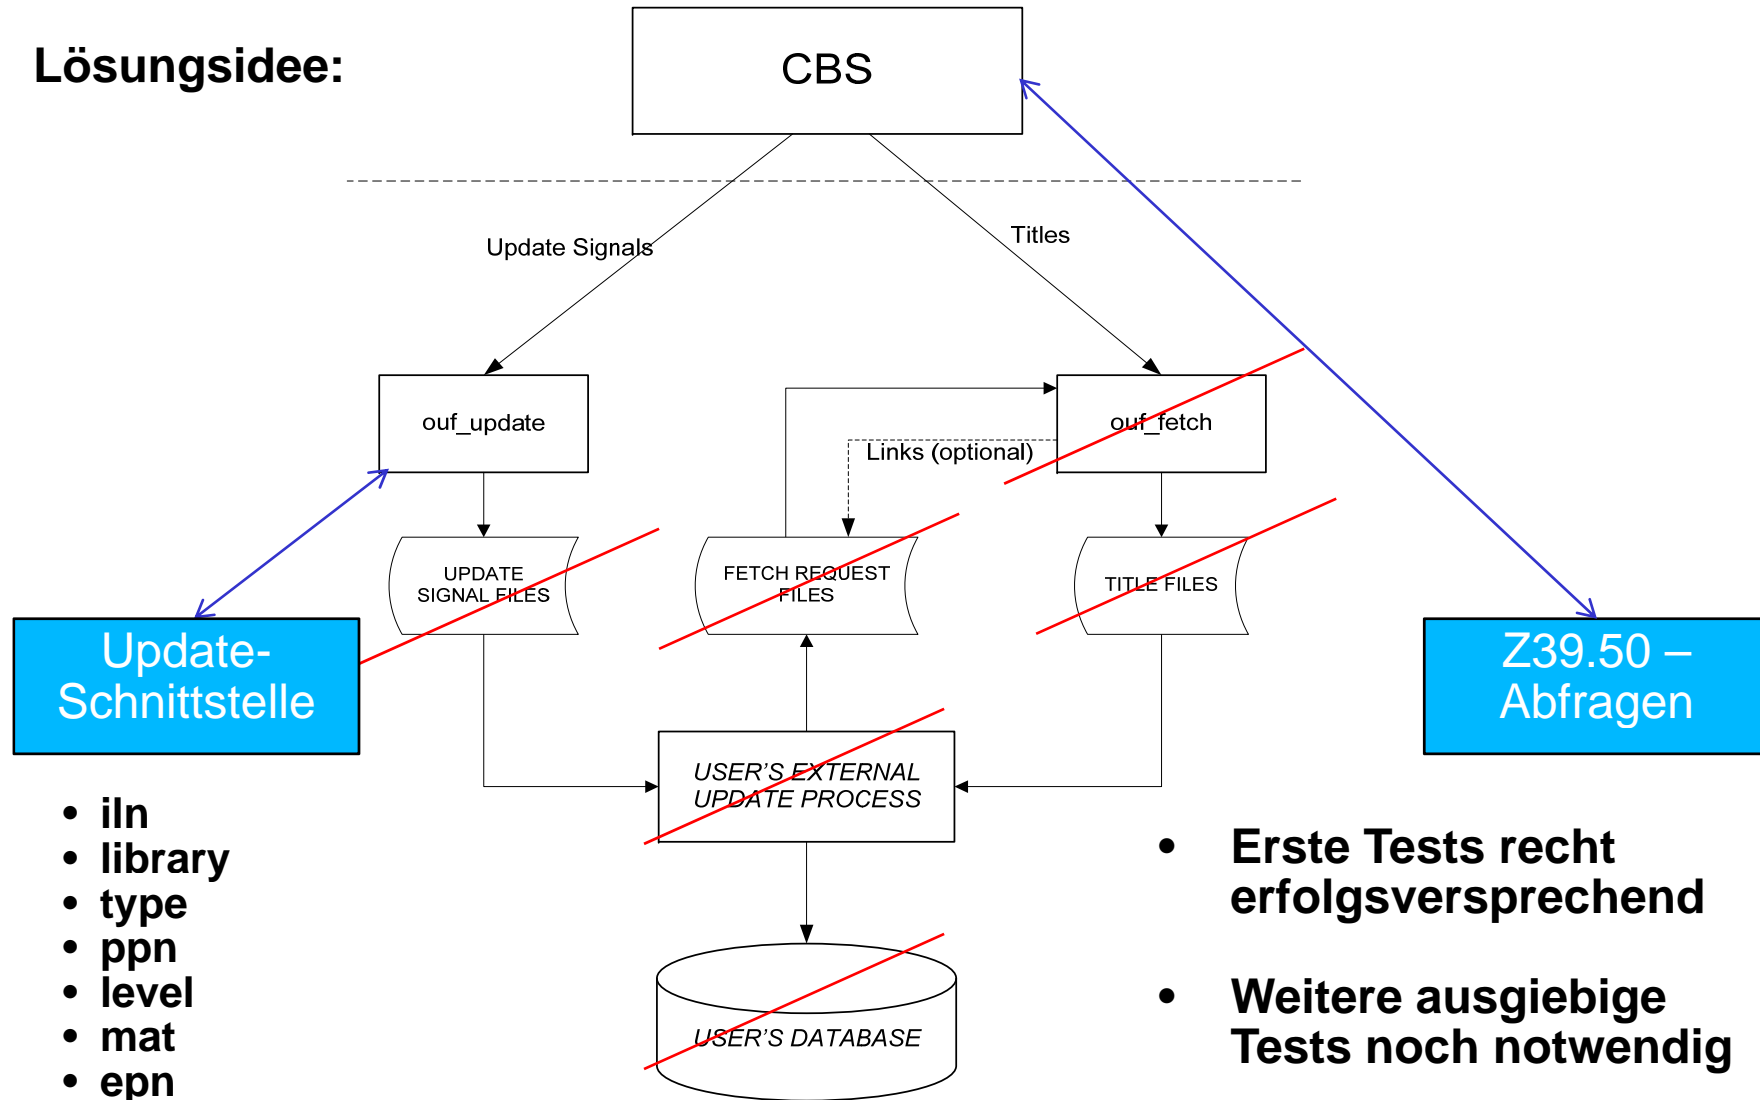 Lösungsidee:
CBS
Update Signals
Titles
ouf_update
ouf_fetch
Links (optional)
UPDATE
SIGNAL FILES
FETCH REQUEST
FILES
TITLE FILES
Update-
Schnittstelle
Z39.50 –
Abfragen
USER'S EXTERNAL
UPDATE PROCESS
• iln
• library
• type
• ppn
• level
• mat
• epn
• Erste Tests recht
erfolgsversprechend
• Weitere ausgiebige
Tests noch notwendig
USER'S DATABASE